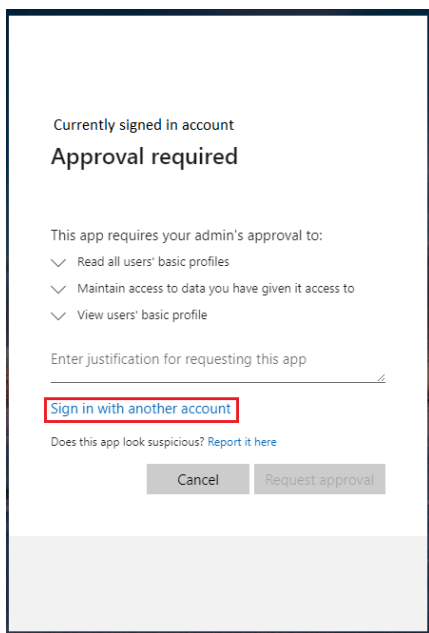 Currently signed in account
Approval required
This app requires your admin's approval to:
Read all users' basic profiles
Maintain access to data you have given it access to
View users' basic profile
Enter justification for requesting this app
Sign in with another account
Does this app look suspicious? Report it here
Cancel Request approval